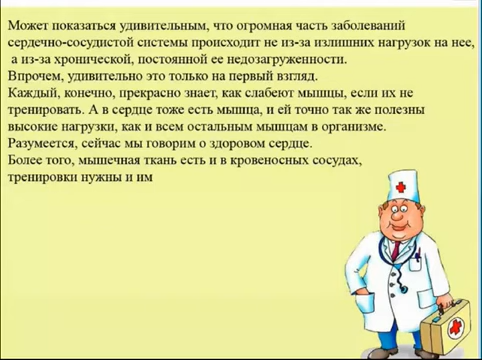 Может показаться удивительным, что огромная часть заболеваний
сердечно-сосудистой системы происходит не из-за излишних нагрузок на нее,
а из-за хронической, постоянной ее недозагруженности.
Впрочем, удивительно это только на первый взгляд.
Каждый, конечно, прекрасно знает, как слабеют мышцы, если их не
тренировать. А в сердце тоже есть мышца, и ей точно так же полезны
высокие нагрузки, как и всем остальным мышцам в организме.
Разумеется, сейчас мы говорим о здоровом сердце.
Более того, мышечная ткань есть и в кровеносных сосудах,
тренировки нужны и им